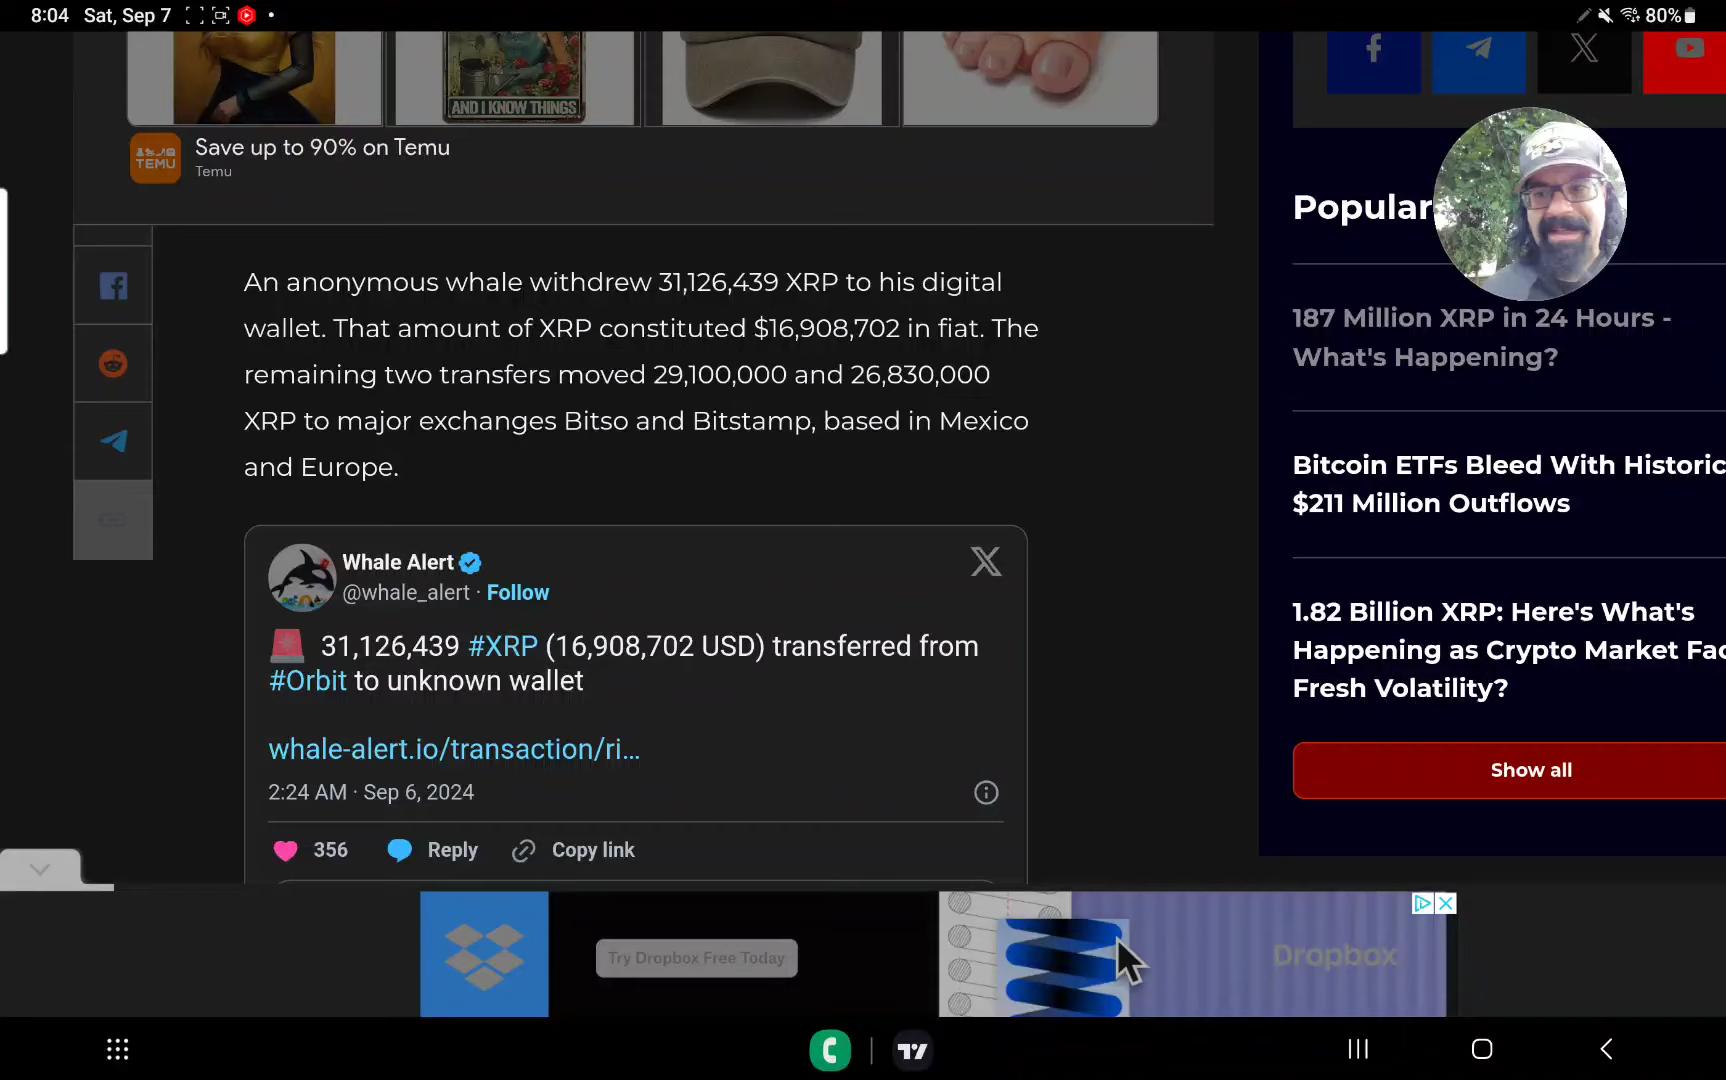 8:04 Sat, Sep 7
80%
AND I KNOW THINGS
TEMU
Save up to 90% on Temu
Temu
An anonymous whale withdrew 31,126,439 XRP to his digital
wallet. That amount of XRP constituted $16,908,702 in fiat. The
remaining two transfers moved 29,100,000 and 26,830,000
XRP to major exchanges Bitso and Bitstamp, based in Mexico
and Europe.
Whale Alert
@whale_alert · Follow
31,126,439 #XRP (16,908,702 USD) transferred from
#Orbit to unknown wallet
whale-alert.io/transaction/ri...
2:24 AM · Sep 6, 2024
356 Reply Copy link
Popular
187 Million XRP in 24 Hours -
What's Happening?
Bitcoin ETFs Bleed With Historic
$211 Million Outflows
1.82 Billion XRP: Here's What's
Happening as Crypto Market Fac
Fresh Volatility?
Show all
Try Dropbox Free Today
Dropbox